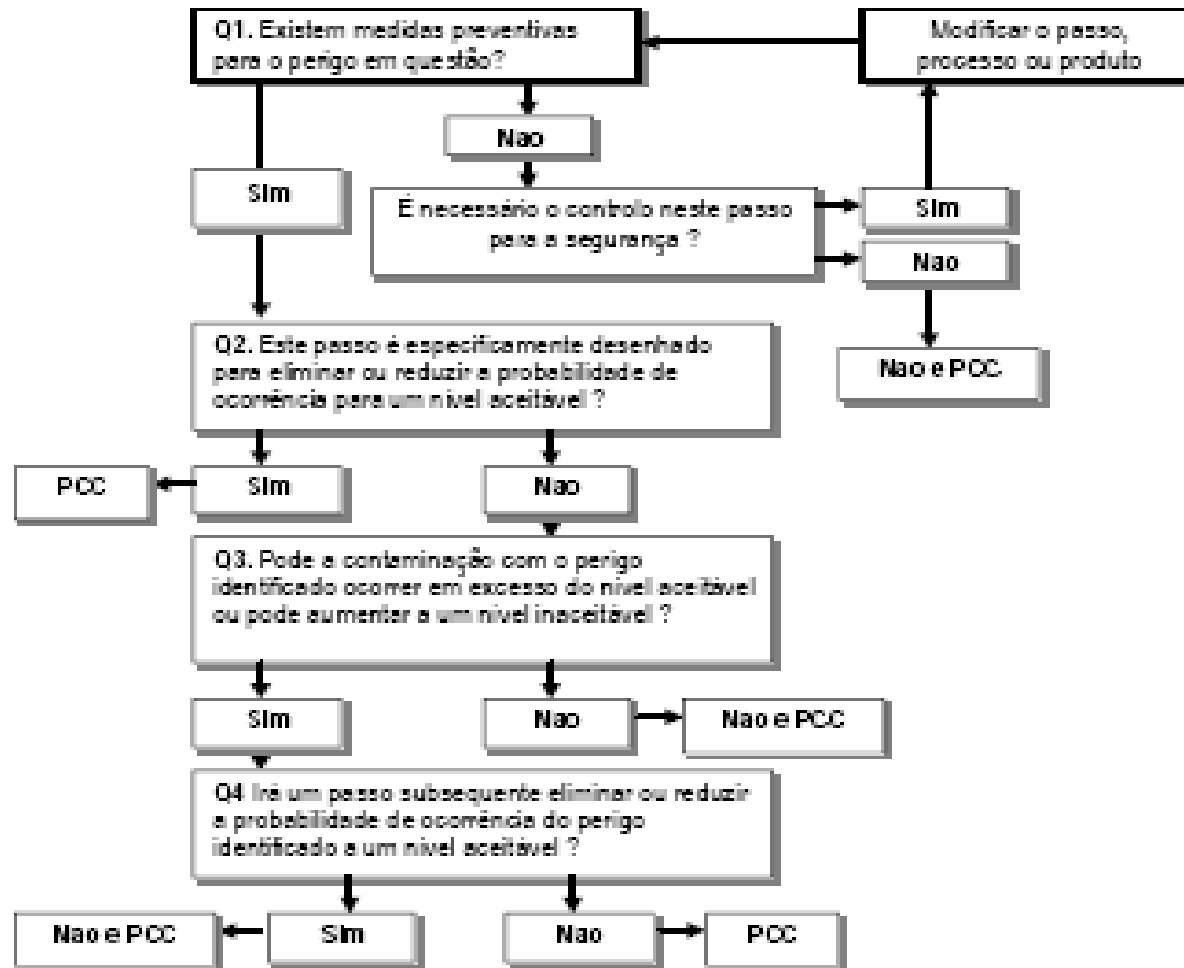 Q1. Existem medidas preventivas
para o perigo em questão?
Modificar o passo,
processo ou produto
Nao
Sim
É necessário o controlo neste passo
para a segurança ?
Sim
Nao
Nao e PCC
Q2. Este passo é especificamente desenhado
para eliminar ou reduzir a probabilidade de
ocorrência para um nível aceitável ?
PCC
Sim
Nao
Q3. Pode a contaminação com o perigo
identificado ocorrer em excesso do nível aceitável
ou pode aumentar a um nível inaceitável ?
Sim
Nao
Nao e PCC
Q4 Irá um passo subsequente eliminar ou reduzir
a probabilidade de ocorrência do perigo
identificado a um nível aceitável ?
Nao e PCC
Sim
Nao
PCC